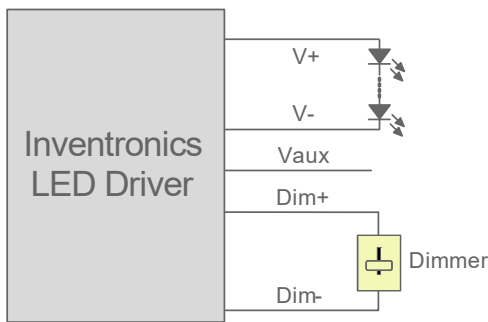 V+
V-
Inventronics
LED Driver
Vaux
Dim+
Dimmer
Dim-